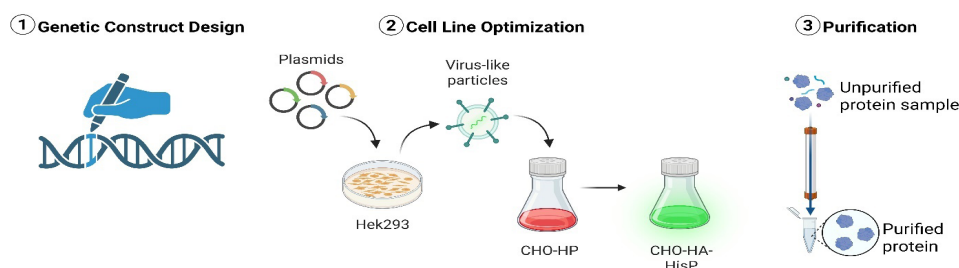 1 Genetic Construct Design
2 Cell Line Optimization
3 Purification
Plasmids
Virus-like
particles
Hek293
CHO-HP
CHO-HA-
HisP
Unpurified
protein sample
Purified
protein